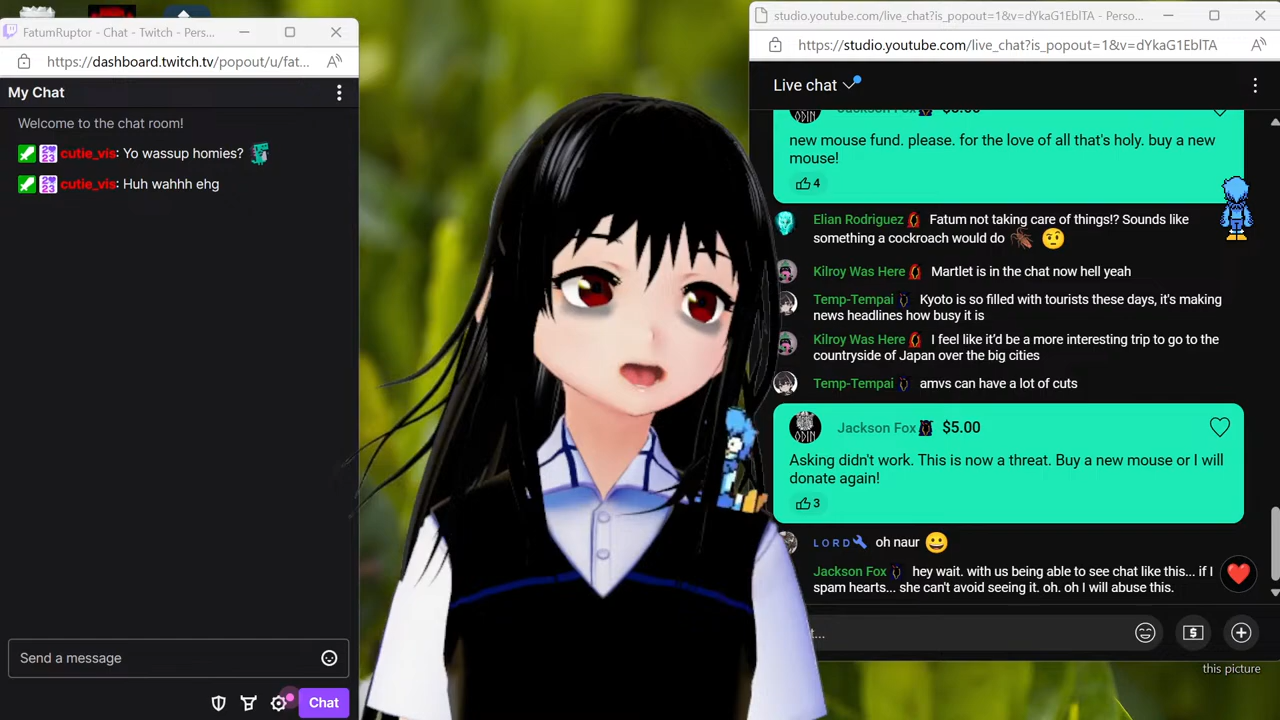 FatumRuptor - Chat - Twitch - Pers...
https://dashboard.twitch.tv/popout/u/fat...
My Chat
Welcome to the chat room!
cutie_vis: Yo wassup homies?
cutie_vis: Huh wahhh ehg
Send a message
Chat
studio.youtube.com/live_chat?is_popout=1&v=dYkaG1EblTA - Perso...
https://studio.youtube.com/live_chat?is_popout=1&v=dYkaG1EblTA
Live chat
Jackson Fox $5.00
new mouse fund. please. for the love of all that's holy. buy a new
mouse!
4
Elian Rodriguez Fatum not taking care of things!? Sounds like
something a cockroach would do
Kilroy Was Here Martlet is in the chat now hell yeah
Temp-Tempai Kyoto is so filled with tourists these days, it's making
news headlines how busy it is
Kilroy Was Here I feel like it'd be a more interesting trip to go to the
countryside of Japan over the big cities
Temp-Tempai amvs can have a lot of cuts
Jackson Fox $5.00
Asking didn't work. This is now a threat. Buy a new mouse or I will
donate again!
3
L O R D oh naur
Jackson Fox hey wait. with us being able to see chat like this... if I
spam hearts... she can't avoid seeing it. oh. oh I will abuse this.
...
this picture